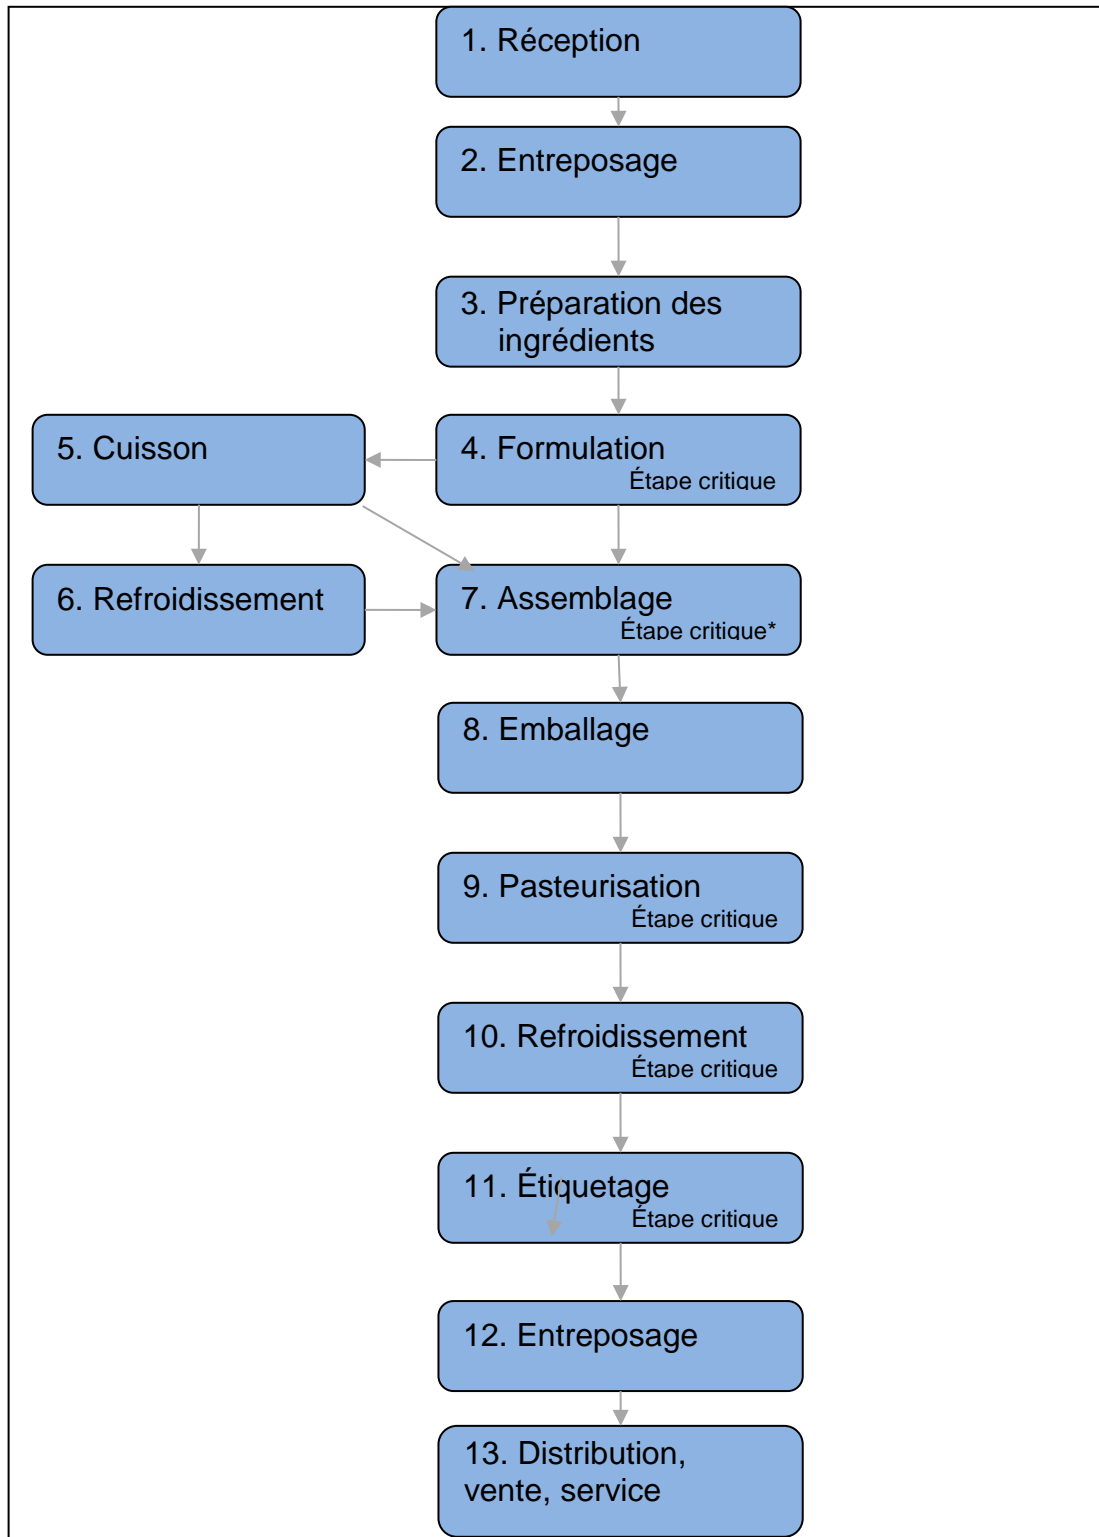 1. Réception
2. Entreposage
3. Préparation des
ingrédients
5. Cuisson
4. Formulation
Étape critique
6. Refroidissement
7. Assemblage
Étape critique*
8. Emballage
9. Pasteurisation
Étape critique
10. Refroidissement
Étape critique
11. Étiquetage
Étape critique
12. Entreposage
13. Distribution,
vente, service